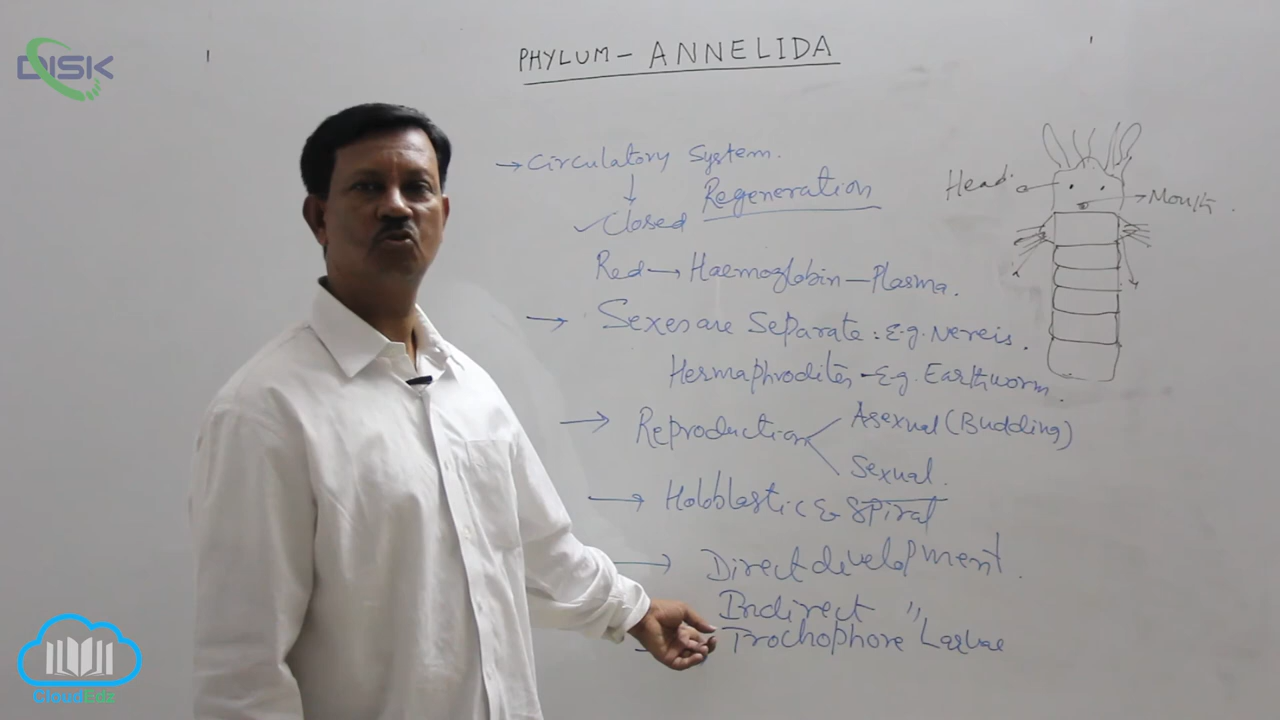 DISK
PHYLUM - ANNELIDA
→ Circulatory System.
↓
✓ Closed Regeneration
Red → Haemoglobin - Plasma.
→ Sexes are Separate : E.g. Nereis.
Hermaphrodites - E.g. Earthworm.
→ Reproduction
Asexual (Budding)
Sexual.
→ Holoblastic & Spiral
→ Direct development.
Indirect "
Trochophore Larvae
Head
Mouth
CloudEdz